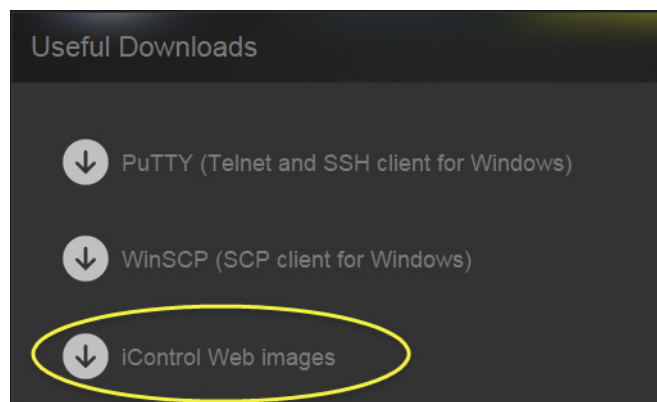 Useful Downloads
PuTTY (Telnet and SSH client for Windows)
WinSCP (SCP client for Windows)
iControl Web images